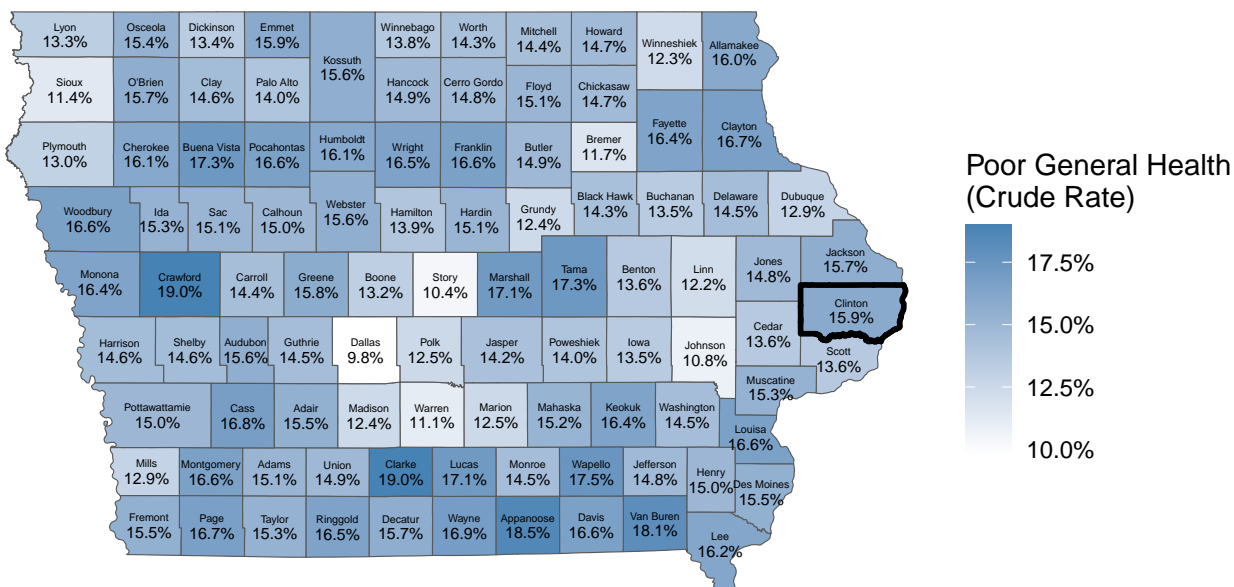 Lyon
13.3%
Osceola
15.4%
Dickinson
13.4%
Emmet
15.9%
Kossuth
15.6%
Winnebago
13.8%
Worth
14.3%
Mitchell
14.4%
Howard
14.7%
Winneshiek
12.3%
Allamakee
16.0%
Sioux
11.4%
O'Brien
15.7%
Clay
14.6%
Palo Alto
14.0%
Hancock
14.9%
Cerro Gordo
14.8%
Floyd
15.1%
Chickasaw
14.7%
Fayette
16.4%
Clayton
16.7%
Plymouth
13.0%
Cherokee
16.1%
Buena Vista
17.3%
Pocahontas
16.6%
Humboldt
16.1%
Wright
16.5%
Franklin
16.6%
Butler
14.9%
Bremer
11.7%
Woodbury
16.6%
Ida
15.3%
Sac
15.1%
Calhoun
15.0%
Webster
15.6%
Hamilton
13.9%
Hardin
15.1%
Grundy
12.4%
Black Hawk
14.3%
Buchanan
13.5%
Delaware
14.5%
Dubuque
12.9%
Monona
16.4%
Crawford
19.0%
Carroll
14.4%
Greene
15.8%
Boone
13.2%
Story
10.4%
Marshall
17.1%
Tama
17.3%
Benton
13.6%
Linn
12.2%
Jones
14.8%
Jackson
15.7%
Clinton
15.9%
Harrison
14.6%
Shelby
14.6%
Audubon
15.6%
Guthrie
14.5%
Dallas
9.8%
Polk
12.5%
Jasper
14.2%
Poweshiek
14.0%
Iowa
13.5%
Johnson
10.8%
Cedar
13.6%
Scott
13.6%
Muscatine
15.3%
Pottawattamie
15.0%
Cass
16.8%
Adair
15.5%
Madison
12.4%
Warren
11.1%
Marion
12.5%
Mahaska
15.2%
Keokuk
16.4%
Washington
14.5%
Louisa
16.6%
Mills
12.9%
Montgomery
16.6%
Adams
15.1%
Union
14.9%
Clarke
19.0%
Lucas
17.1%
Monroe
14.5%
Wapello
17.5%
Jefferson
14.8%
Henry
15.0%
Des Moines
15.5%
Fremont
15.5%
Page
16.7%
Taylor
15.3%
Ringgold
16.5%
Decatur
15.7%
Wayne
16.9%
Appanoose
18.5%
Davis
16.6%
Van Buren
18.1%
Lee
16.2%
Poor General Health
(Crude Rate)
17.5%
15.0%
12.5%
10.0%